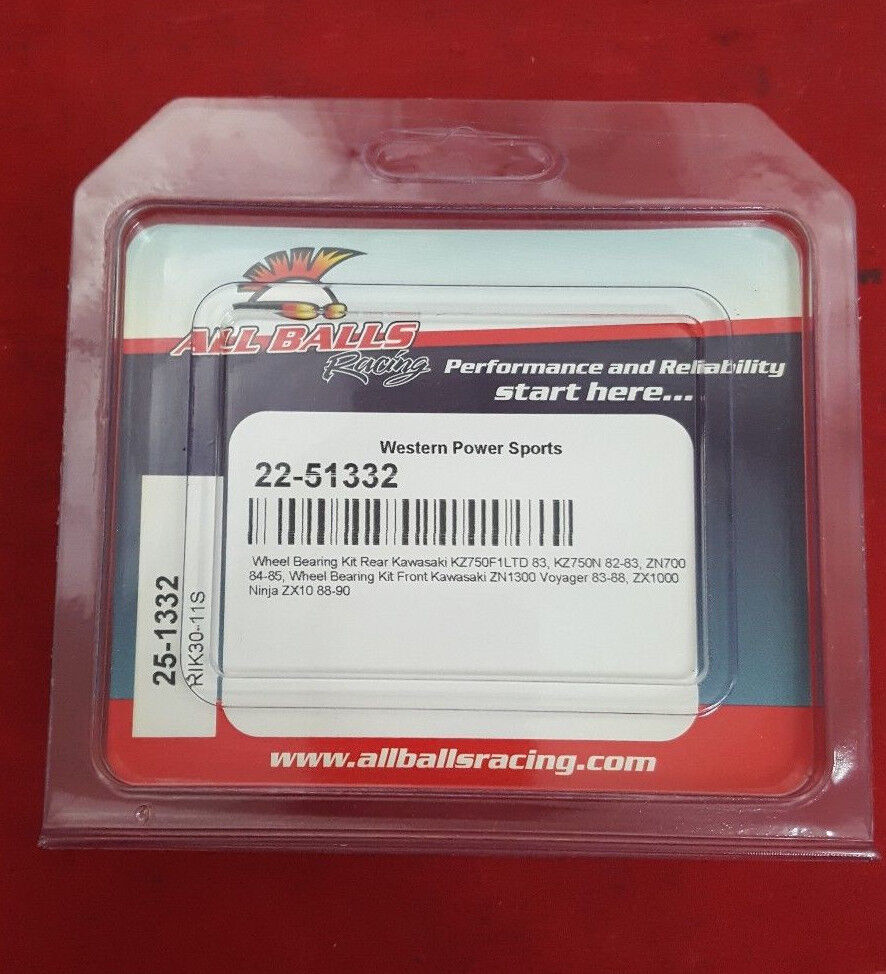 ALL BALLS
Racing
Performance and Reliability
start here...
Western Power Sports
22-51332
Wheel Bearing Kit Rear Kawasaki KZ750F1LTD 83, KZ750N 82-83, ZN700
84-85, Wheel Bearing Kit Front Kawasaki ZN1300 Voyager 83-88, ZX1000
Ninja ZX10 88-90
25-1332
RIK30-11S
www.allballsracing.com